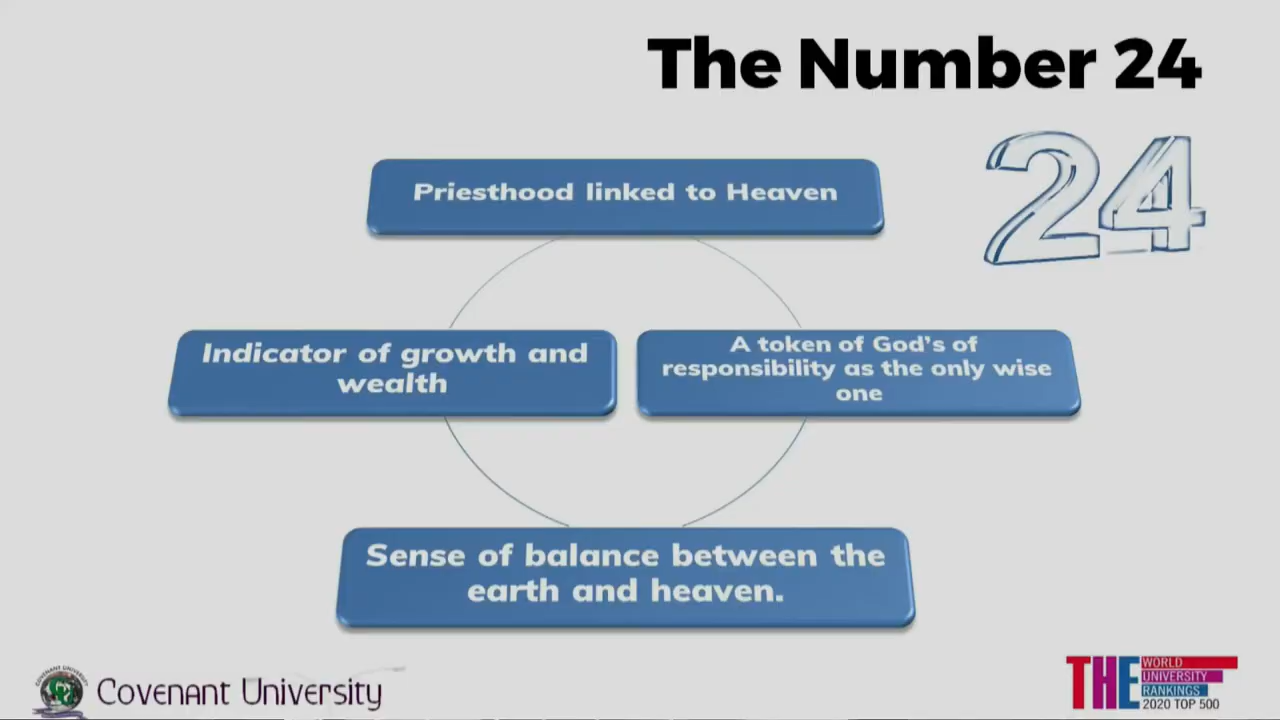 The Number 24
24
Priesthood linked to Heaven
Indicator of growth and
wealth
A token of God's of
responsibility as the only wise
one
Sense of balance between the
earth and heaven.
Covenant University
THE WORLD
UNIVERSITY
RANKINGS
2020 TOP 500